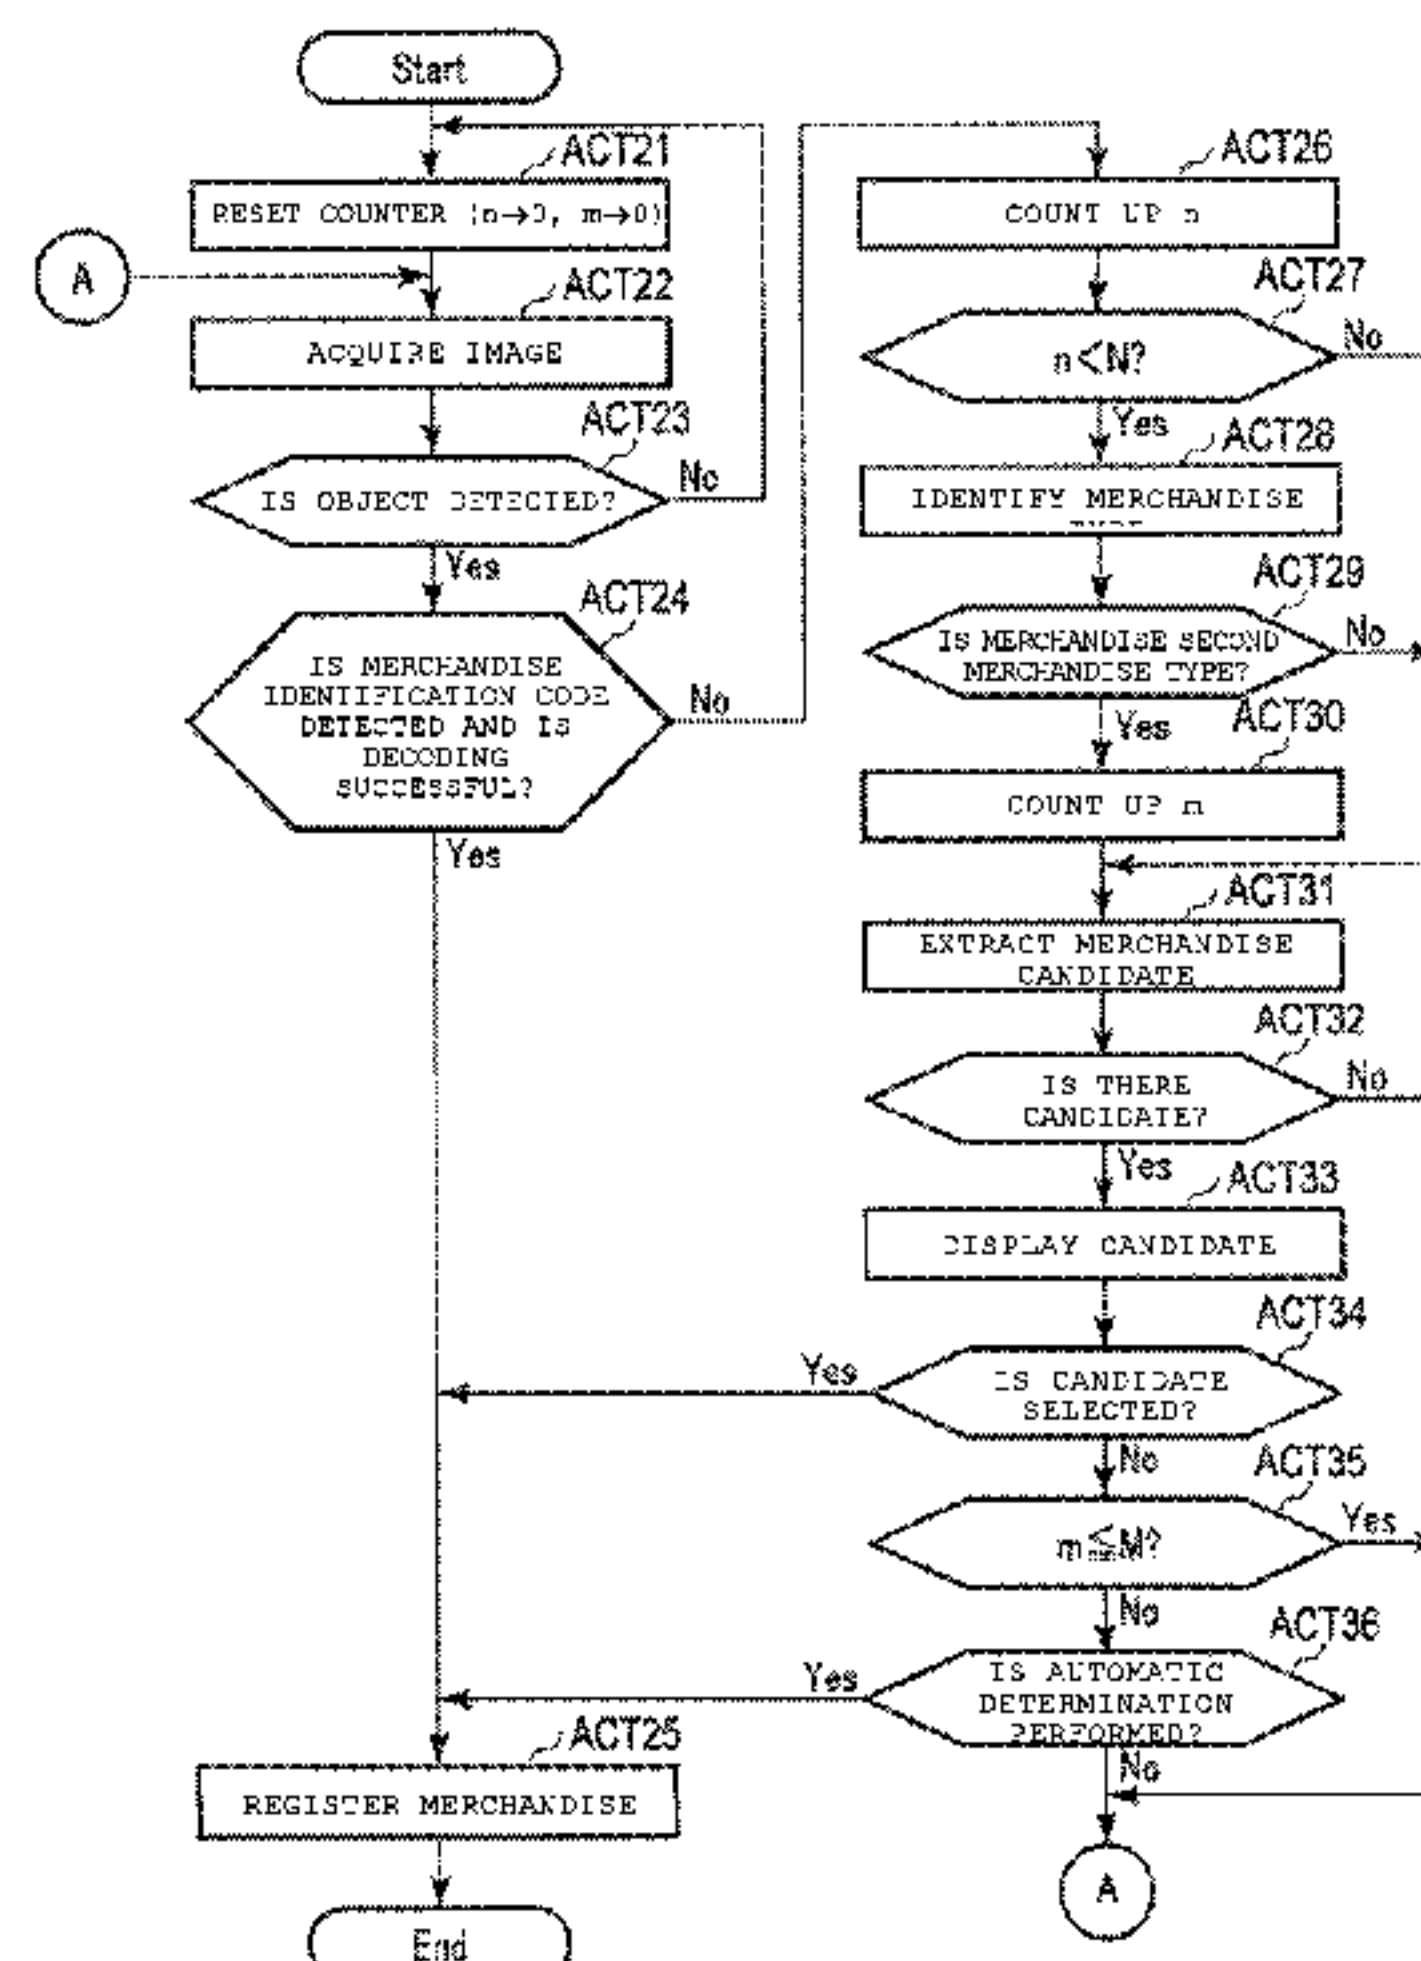 Start
ACT21
RESET COUNTER (n→0, m→0)
A
ACT22
ACQUIRE IMAGE
ACT23
IS OBJECT DETECTED?
No
Yes
ACT24
IS MERCHANDISE
IDENTIFICATION CODE
DETECTED AND IS
DECODING
SUCCESSFUL?
No
Yes
ACT26
COUNT UP n
ACT27
n<N?
No
Yes
ACT28
IDENTIFY MERCHANDISE
ACT29
IS MERCHANDISE SECOND
MERCHANDISE TYPE?
No
Yes
ACT30
COUNT UP m
ACT31
EXTRACT MERCHANDISE
CANDIDATE
ACT32
IS THERE
CANDIDATE?
No
Yes
ACT33
DISPLAY CANDIDATE
ACT34
IS CANDIDATE
SELECTED?
Yes
No
ACT35
m≦M?
Yes
No
ACT36
IS AUTOMATIC
DETERMINATION
PERFORMED?
Yes
No
A
ACT25
REGISTER MERCHANDISE
End